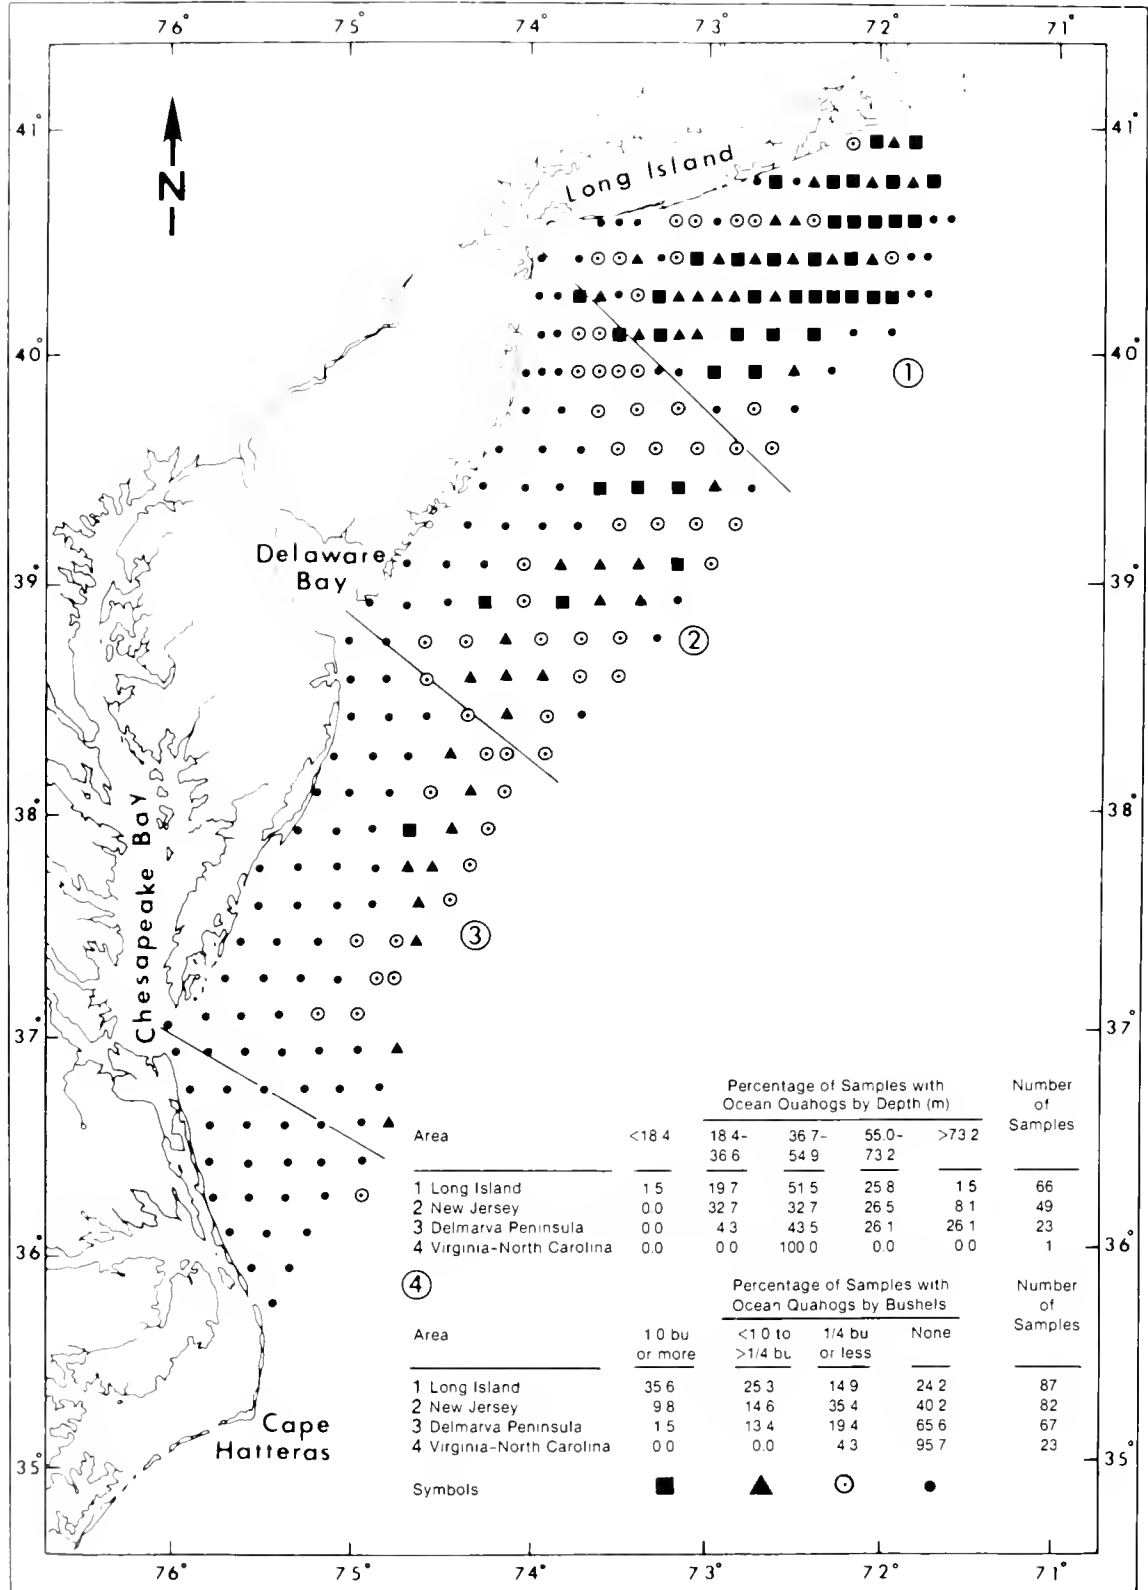 76° 75° 74° 73° 72° 71°
41° 41°
Long Island
N
40° 40°
1
Delaware
Bay
39° 39°
2
38° 38°
Chesapeake Bay
3
37° 37°
Percentage of Samples with
Ocean Quahogs by Depth (m)
Number
of
Samples
Area <18 4 18 4- 36 7- 55.0- >73 2
36 6 54 9 73 2
1 Long Island 1 5 19 7 51 5 25 8 1 5 66
2 New Jersey 0.0 32 7 32 7 26 5 8 1 49
3 Delmarva Peninsula 0 0 4 3 43 5 26 1 26 1 23
4 Virginia-North Carolina 0.0 0 0 100 0 0.0 0 0 1
36° 36°
4
Percentage of Samples with
Ocean Quahogs by Bushels
Number
of
Samples
Area 1 0 bu <1 0 to 1/4 bu None
or more >1/4 bu or less
1 Long Island 35 6 25 3 14 9 24 2 87
2 New Jersey 9 8 14 6 35 4 40 2 82
3 Delmarva Peninsula 1 5 13 4 19 4 65 6 67
4 Virginia-North Carolina 0 0 0.0 4 3 95 7 23
Cape
Hatteras
35° 35°
Symbols
76° 75° 74° 73° 72° 71°